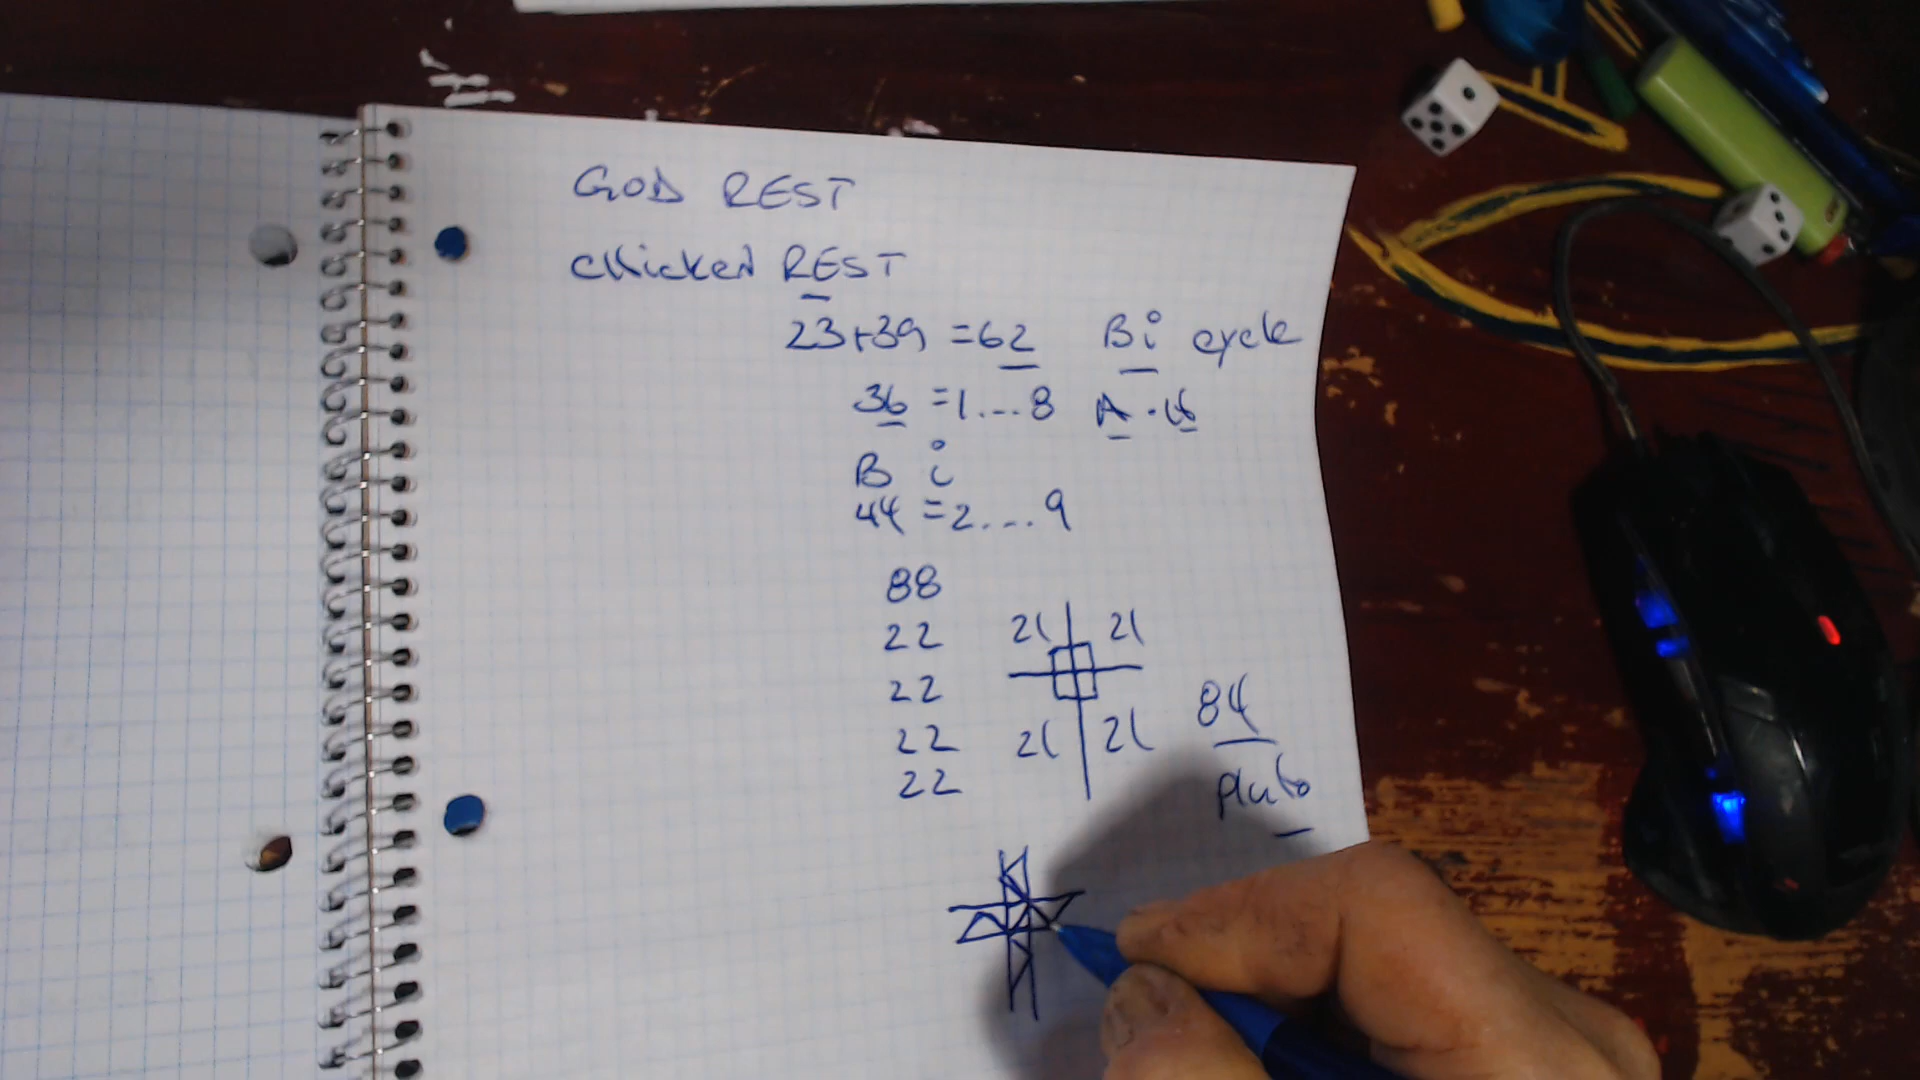 GOD REST
chicken REST
23+39 =62 Bi cycle
36 =1....8 A.16
B i
44 =2....9
88
22 21 21
22
84
22 21 21
22
pluto